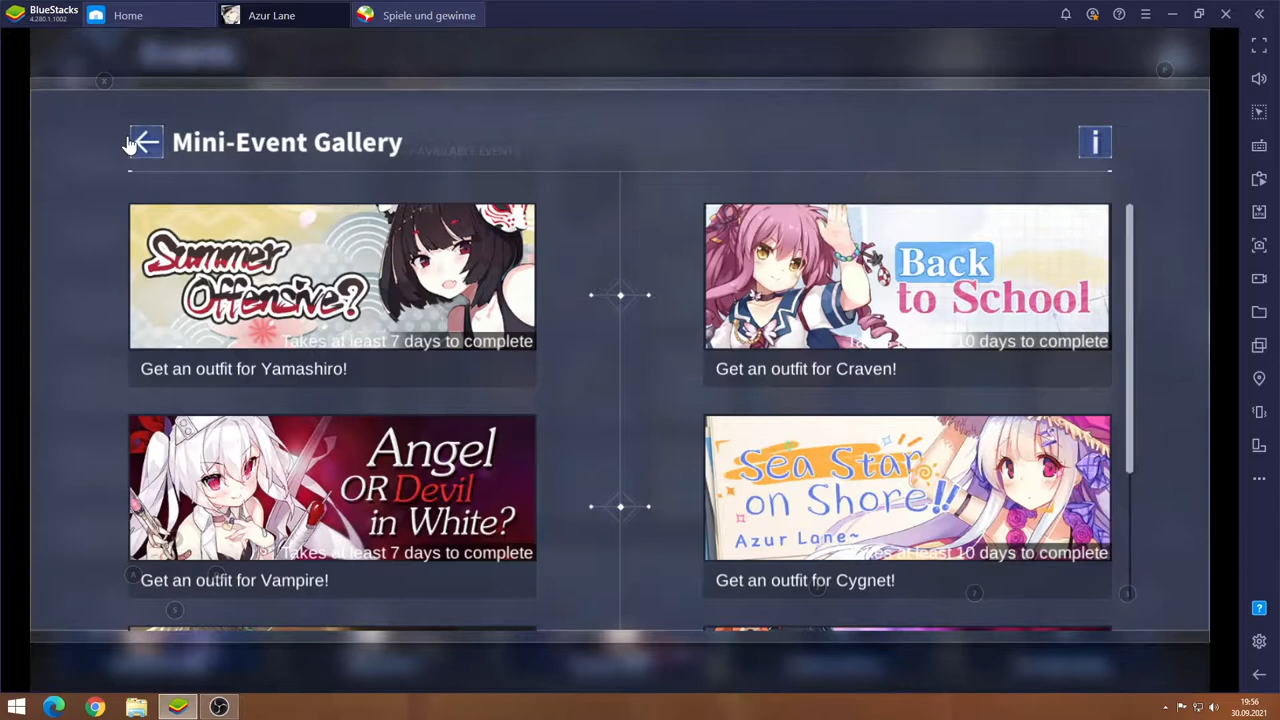 BlueStacks
4.280.1.1002
Home
Azur Lane
Spiele und gewinne
Mini-Event Gallery
AVAILABLE EVENT
i
Summer
Offensive?
Takes at least 7 days to complete
Get an outfit for Yamashiro!
Back
to School
10 days to complete
Get an outfit for Craven!
Angel
OR Devil
in White?
Takes at least 7 days to complete
Get an outfit for Vampire!
Sea Star
on Shore!!
Azur Lane~
Takes at least 10 days to complete
Get an outfit for Cygnet!
19:56
30.09.2021